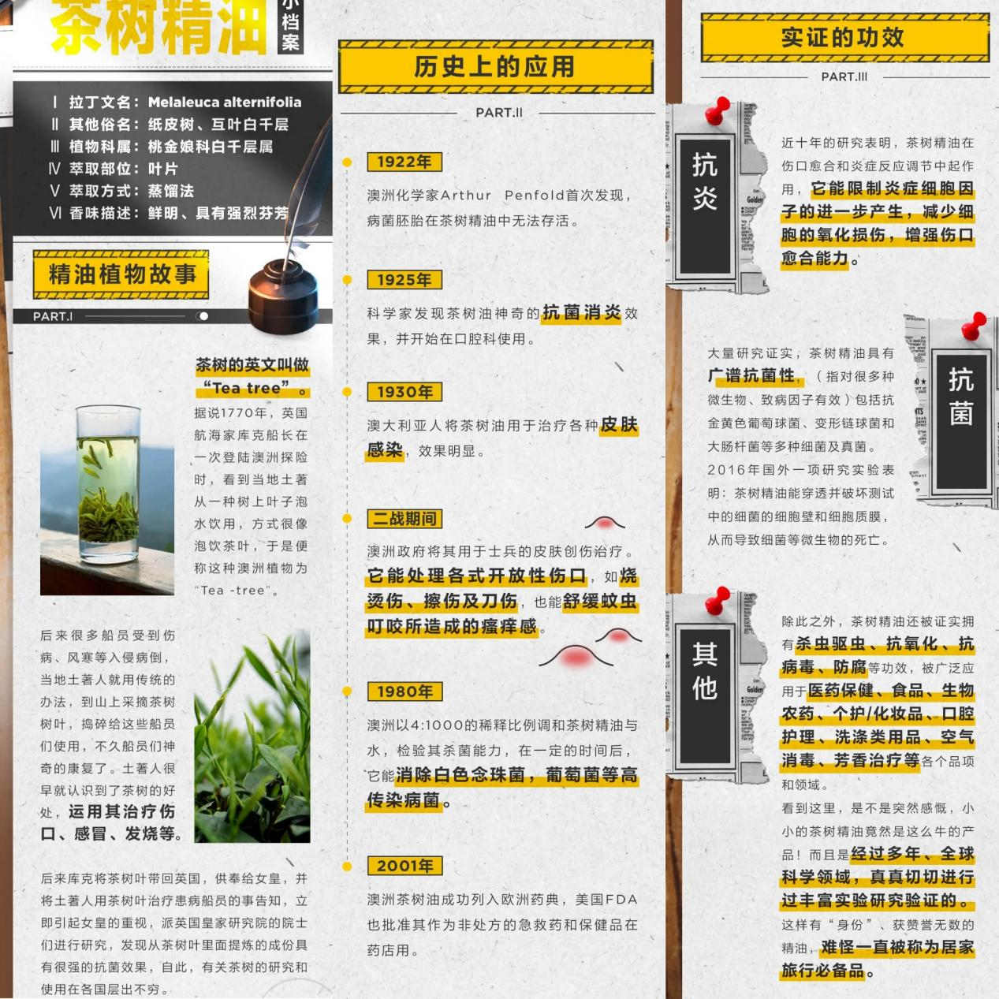 茶树精油
小档案
Ⅰ 拉丁文名：Melaleuca alternifolia
Ⅱ 其他俗名：纸皮树、互叶白千层
Ⅲ 植物科属：桃金娘科白千层属
Ⅳ 萃取部位：叶片
Ⅴ 萃取方式：蒸馏法
Ⅵ 香味描述：鲜明、具有强烈芬芳
精油植物故事
PART.I
茶树的英文叫做
“Tea tree”。
据说1770年，英国
航海家库克船长在
一次登陆澳洲探险
时，看到当地土著
从一种树上叶子泡
水饮用，方式很像
泡饮茶叶，于是便
称这种澳洲植物为
“Tea -tree”。
后来很多船员受到伤
病、风寒等入侵病倒，
当地土著人就用传统的
办法，到山上采摘茶树
树叶，捣碎给这些船员
们使用，不久船员们神
奇的康复了。土著人很
早就认识到了茶树的好
处，运用其治疗伤
口、感冒、发烧等。
后来库克将茶树叶带回英国，供奉给女皇，并
将土著人用茶树叶治疗患病船员的事告知，立
即引起女皇的重视，派英国皇家研究院的院士
们进行研究，发现从茶树叶里面提炼的成份具
有很强的抗菌效果，自此，有关茶树的研究和
使用在各国层出不穷。
历史上的应用
PART.II
1922年
澳洲化学家Arthur Penfold首次发现，
病菌胚胎在茶树精油中无法存活。
1925年
科学家发现茶树油神奇的抗菌消炎效
果，并开始在口腔科使用。
1930年
澳大利亚人将茶树油用于治疗各种皮肤
感染，效果明显。
二战期间
澳洲政府将其用于士兵的皮肤创伤治疗。
它能处理各式开放性伤口，如烧
烫伤、擦伤及刀伤，也能舒缓蚊虫
叮咬所造成的瘙痒感。
1980年
澳洲以4:1000的稀释比例调和茶树精油与
水，检验其杀菌能力，在一定的时间后，
它能消除白色念珠菌，葡萄菌等高
传染病菌。
2001年
澳洲茶树油成功列入欧洲药典，美国FDA
也批准其作为非处方的急救药和保健品在
药店用。
实证的功效
PART.III
抗炎
近十年的研究表明，茶树精油在
伤口愈合和炎症反应调节中起作
用，它能限制炎症细胞因
子的进一步产生，减少细
胞的氧化损伤，增强伤口
愈合能力。
大量研究证实，茶树精油具有
广谱抗菌性，（指对很多种
微生物、致病因子有效）包括抗
金黄色葡萄球菌、变形链球菌和
大肠杆菌等多种细菌及真菌。
2016年国外一项研究实验表
明：茶树精油能穿透并破坏测试
中的细菌的细胞壁和细胞质膜，
从而导致细菌等微生物的死亡。
抗菌
其他
除此之外，茶树精油还被证实拥
有杀虫驱虫、抗氧化、抗
病毒、防腐等功效，被广泛应
用于医药保健、食品、生物
农药、个护/化妆品、口腔
护理、洗涤类用品、空气
消毒、芳香治疗等各个品项
和领域。
看到这里，是不是突然感慨，小
小的茶树精油竟然是这么牛的产
品！而且是经过多年、全球
科学领域，真真切切进行
过丰富实验研究验证的。
这样有“身份”、获赞誉无数的
精油，难怪一直被称为居家
旅行必备品。